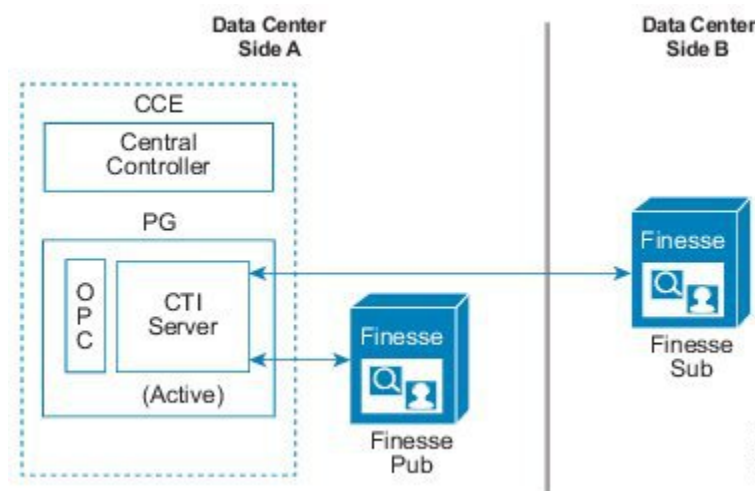 Data Center
Side A
Data Center
Side B
CCE
Central
Controller
PG
O
P
C
CTI
Server
(Active)
Finesse
Finesse
Pub
Finesse
Finesse
Sub